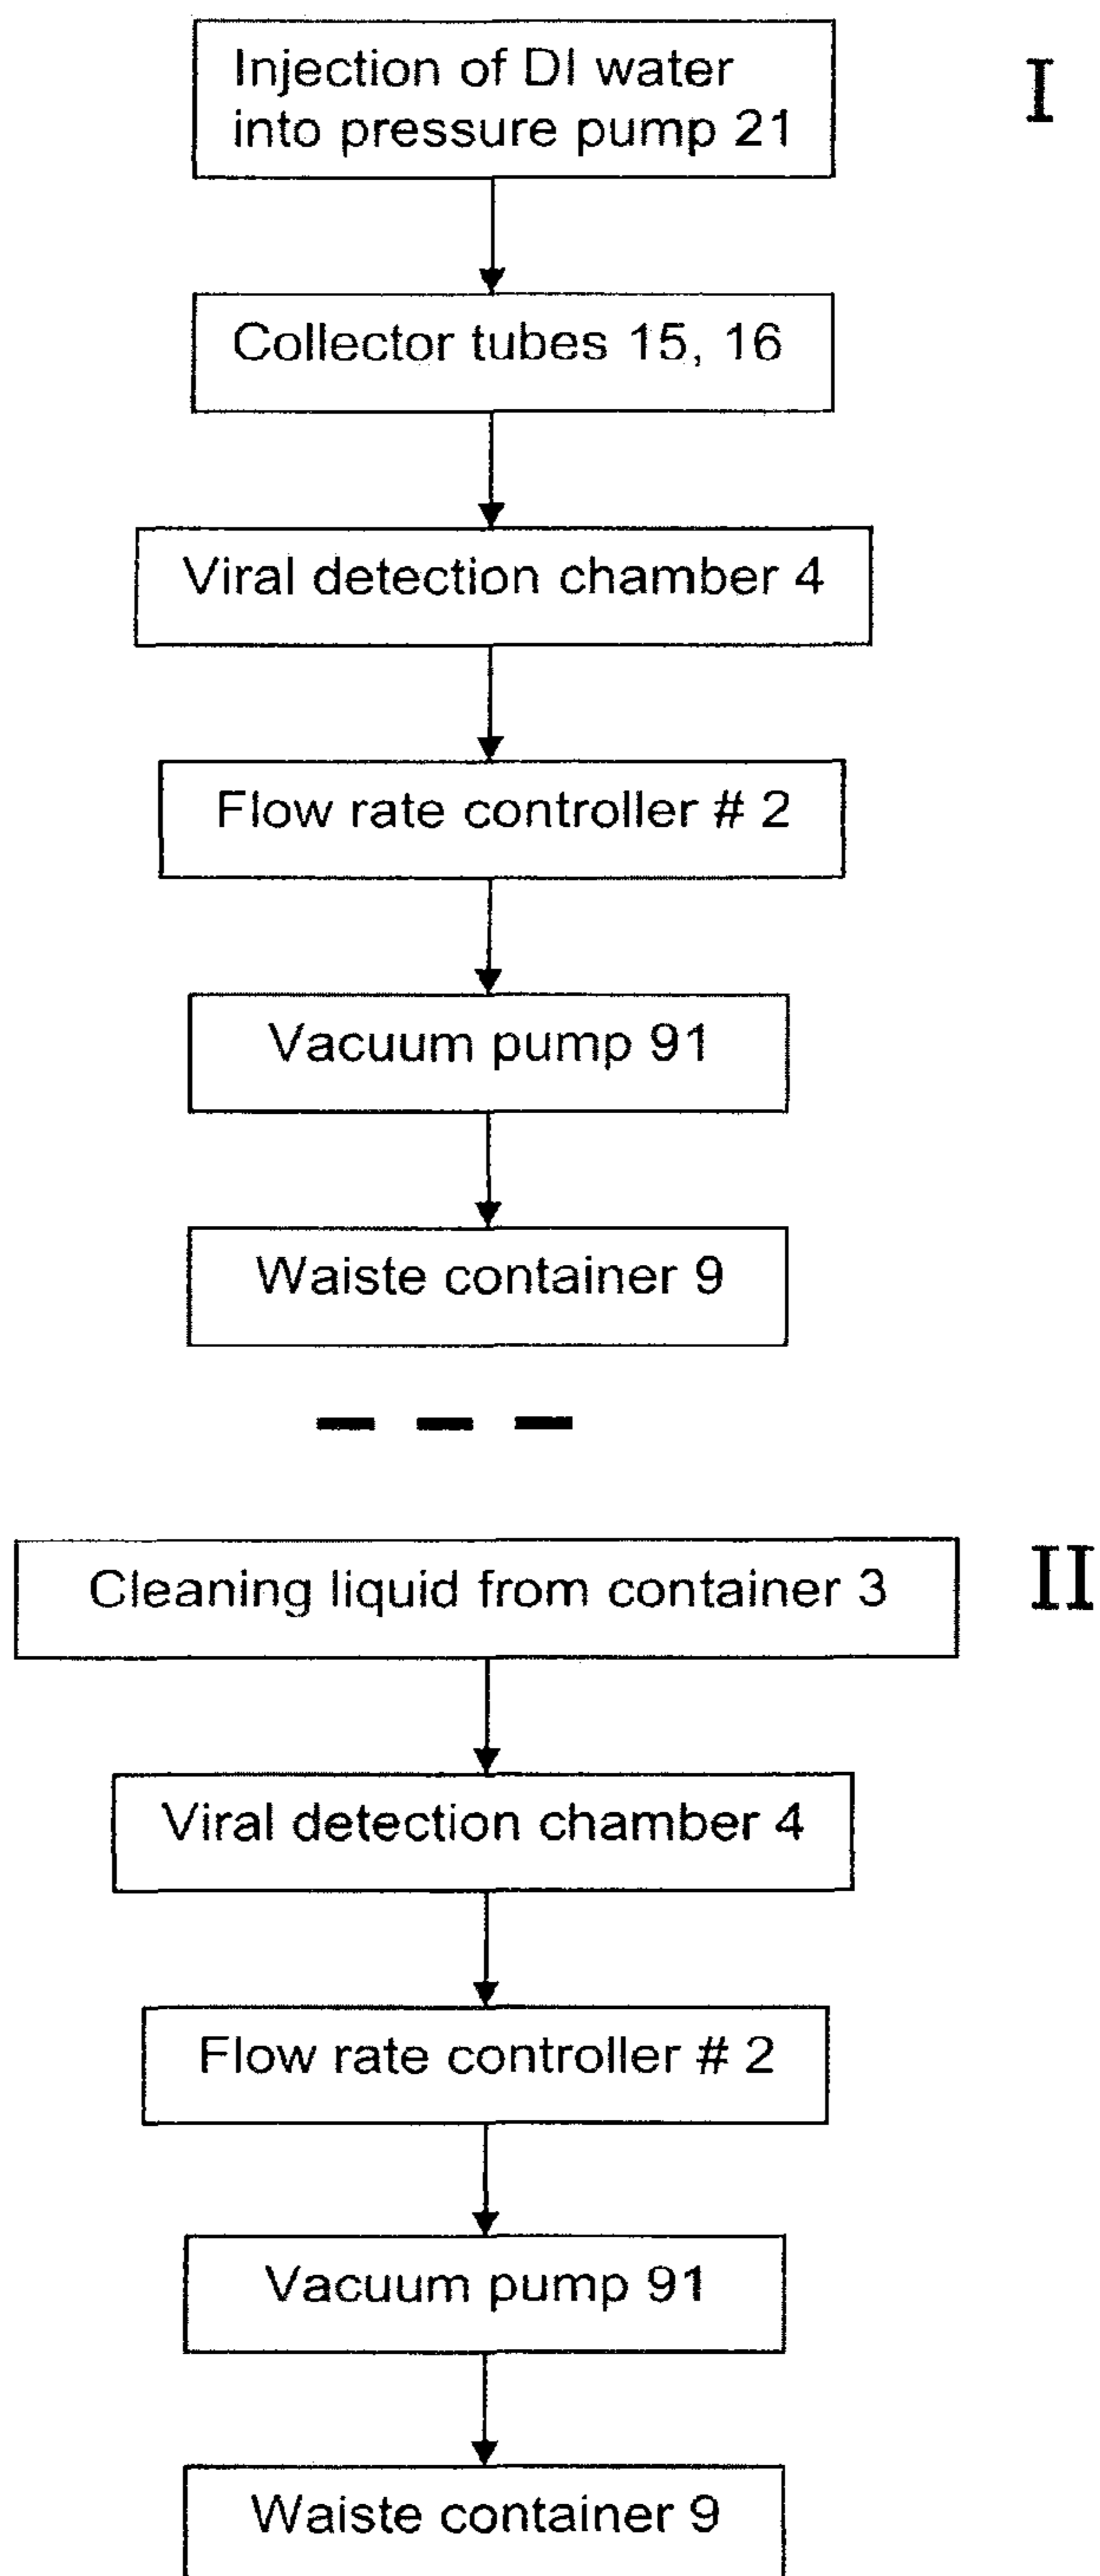 Injection of DI water
into pressure pump 21
I
Collector tubes 15, 16
Viral detection chamber 4
Flow rate controller # 2
Vacuum pump 91
Waiste container 9
Cleaning liquid from container 3
II
Viral detection chamber 4
Flow rate controller # 2
Vacuum pump 91
Waiste container 9